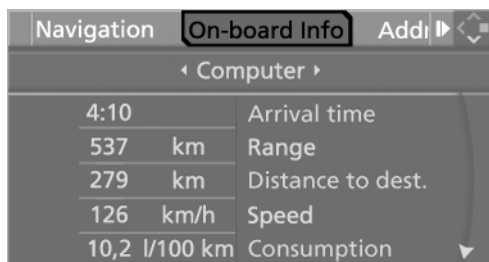 Navigation On-board Info
Computer
4:10 Arrival time
537 km Range
279 km Distance to dest.
126 km/h Speed
10,2 l/100 km Consumption